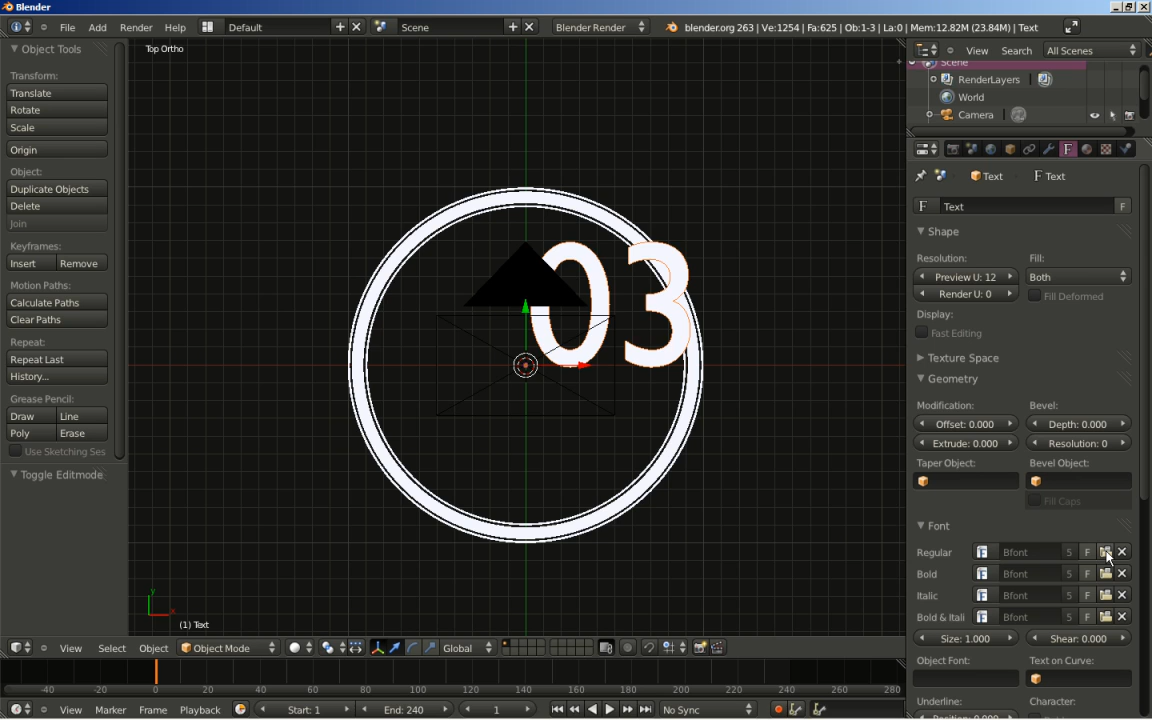 Blender
File Add Render Help Default Scene Blender Render blender.org 263 | Ve:1254 | Fa:625 | Ob:1-3 | La:0 | Mem:12.82M (23.84M) | Text
Object Tools
Transform:
Translate
Rotate
Scale
Origin
Object:
Duplicate Objects
Delete
Join
Keyframes:
Insert Remove
Motion Paths:
Calculate Paths
Clear Paths
Repeat:
Repeat Last
History...
Grease Pencil:
Draw Line
Poly Erase
Use Sketching Ses
Toggle Editmode
Top Ortho
03
y
x
(1) Text
View Select Object Object Mode Global
-40 -20 0 20 40 60 80 100 120 140 160 180 200 220 240 260 280
View Marker Frame Playback Start: 1 End: 240 1 No Sync
View Search All Scenes
Scene
RenderLayers
World
Camera
Text F Text
F Text F
Shape
Resolution: Fill:
Preview U: 12 Both
Render U: 0 Fill Deformed
Display:
Fast Editing
Texture Space
Geometry
Modification: Bevel:
Offset: 0.000 Depth: 0.000
Extrude: 0.000 Resolution: 0
Taper Object: Bevel Object:
Fill Caps
Font
Regular Bfont 5 F
Bold Bfont 5 F
Italic Bfont 5 F
Bold & Itali Bfont 5 F
Size: 1.000 Shear: 0.000
Object Font: Text on Curve:
Underline: Character:
Position: 0.000